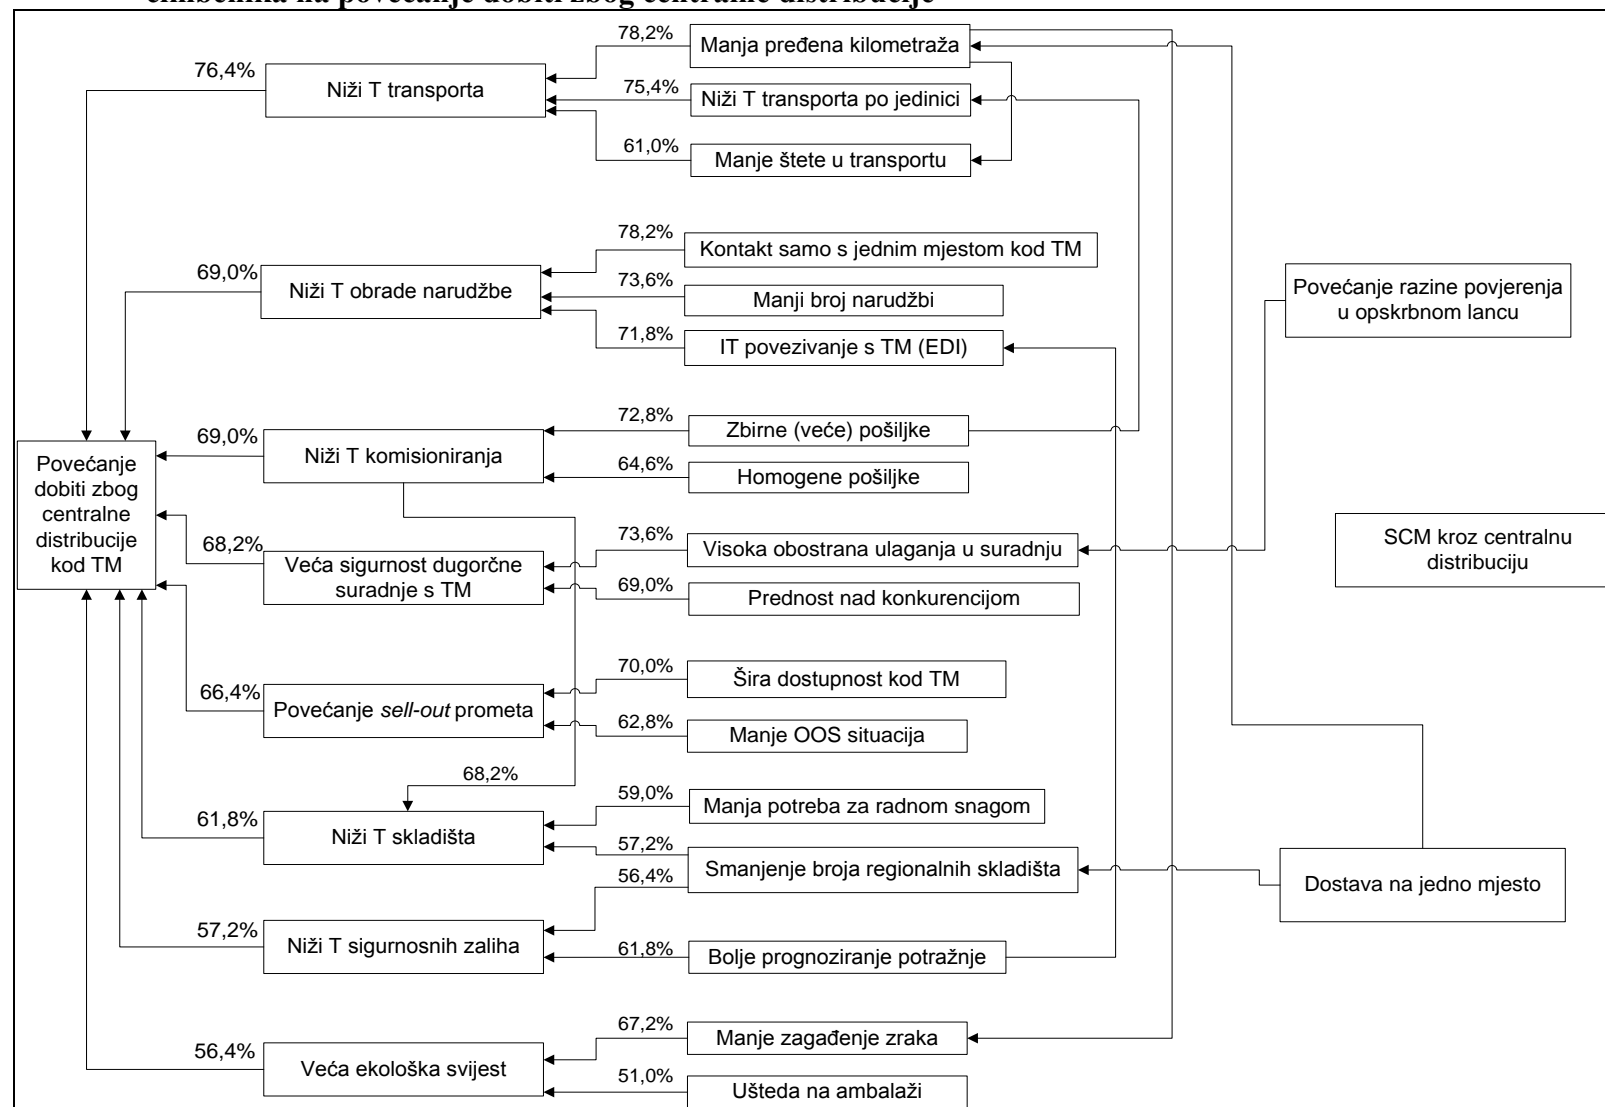 čimbenika na povećanje dobiti zbog centralne distribucije
78,2%
Manja pređena kilometraža
76,4%
Niži T transporta
75,4%
Niži T transporta po jedinici
61,0%
Manje štete u transportu
78,2%
Kontakt samo s jednim mjestom kod TM
69,0%
Niži T obrade narudžbe
73,6%
Manji broj narudžbi
71,8%
IT povezivanje s TM (EDI)
Povećanje razine povjerenja
u opskrbnom lancu
72,8%
Zbirne (veće) pošiljke
69,0%
Niži T komisioniranja
64,6%
Homogene pošiljke
Povećanje
dobiti zbog
centralne
distribucije
kod TM
73,6%
Visoka obostrana ulaganja u suradnju
68,2%
Veća sigurnost dugorčne
suradnje s TM
69,0%
Prednost nad konkurencijom
SCM kroz centralnu
distribuciju
70,0%
Šira dostupnost kod TM
66,4%
Povećanje sell-out prometa
62,8%
Manje OOS situacija
68,2%
59,0%
Manja potreba za radnom snagom
61,8%
Niži T skladišta
57,2%
Smanjenje broja regionalnih skladišta
56,4%
Dostava na jedno mjesto
57,2%
Niži T sigurnosnih zaliha
61,8%
Bolje prognoziranje potražnje
67,2%
Manje zagađenje zraka
56,4%
Veća ekološka svijest
51,0%
Ušteda na ambalaži